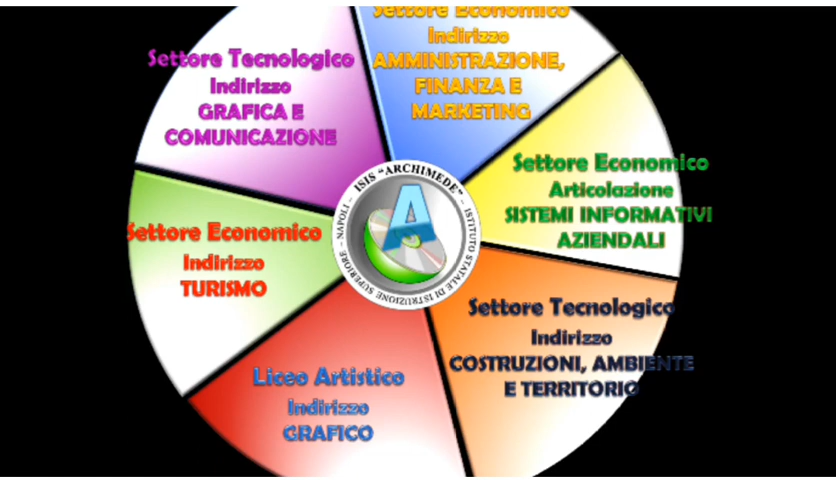 Settore Economico
Indirizzo
AMMINISTRAZIONE,
FINANZA E
MARKETING
Settore Economico
Articolazione
SISTEMI INFORMATIVI
AZIENDALI
Settore Tecnologico
Indirizzo
COSTRUZIONI, AMBIENTE
E TERRITORIO
Liceo Artistico
Indirizzo
GRAFICO
Settore Economico
Indirizzo
TURISMO
Settore Tecnologico
Indirizzo
GRAFICA E
COMUNICAZIONE
ISIS "ARCHIMEDE" – ISTITUTO STATALE DI ISTRUZIONE SUPERIORE – NAPOLI –
A